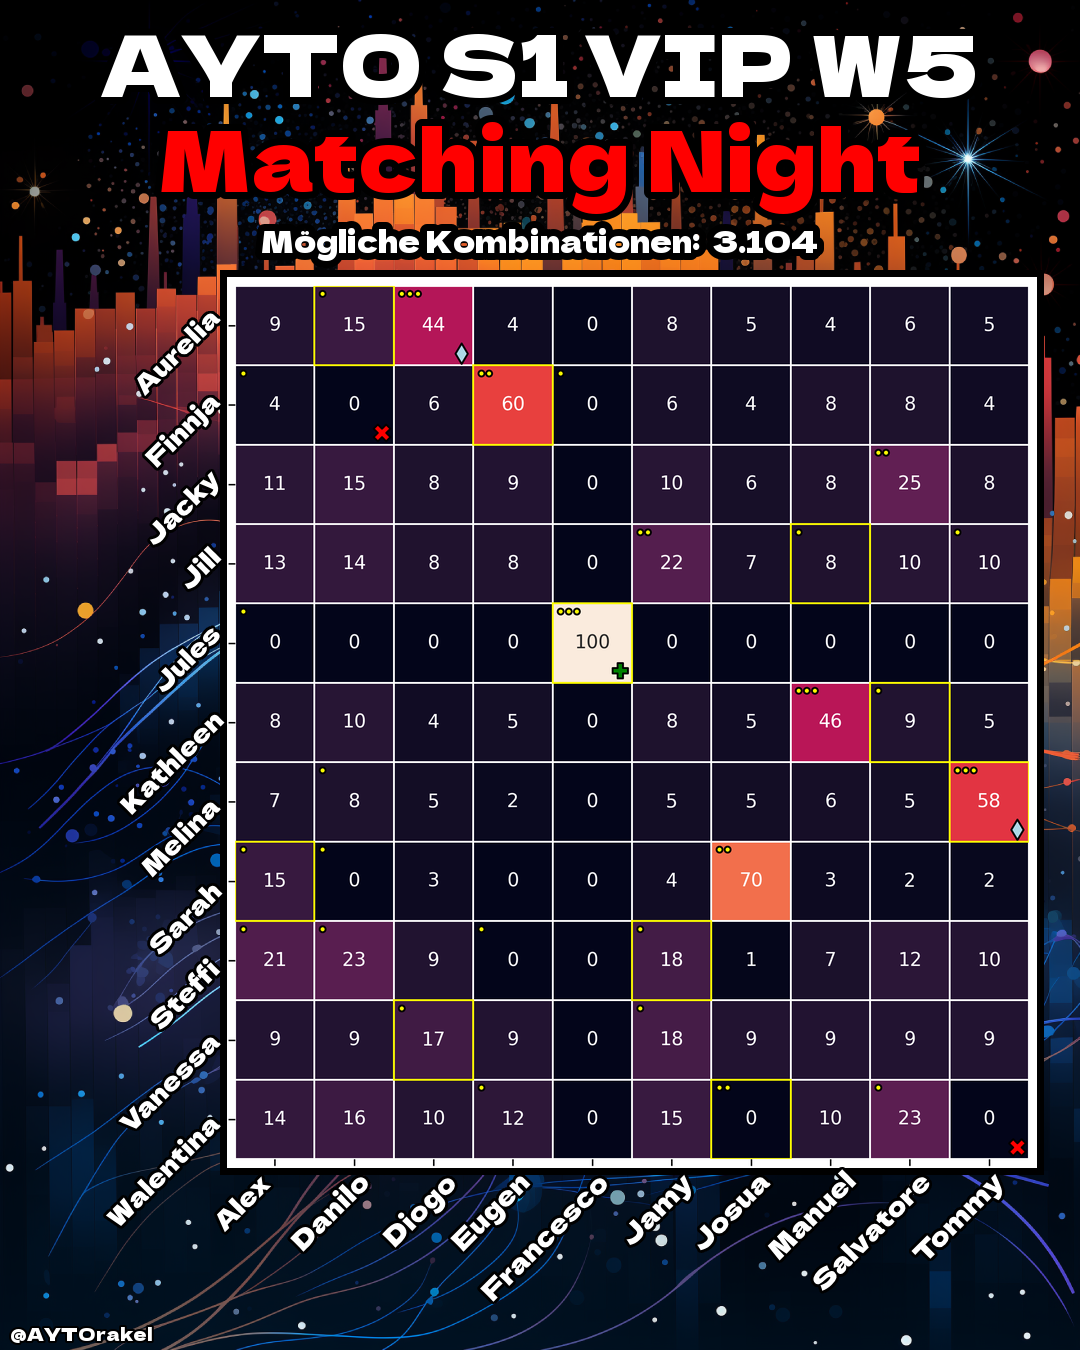 AYTO S1 VIP W5
Matching Night
Mögliche Kombinationen: 3.104
Aurelia 9 15 44 4 0 8 5 4 6 5
Finnja 4 0 6 60 0 6 4 8 8 4
Jacky 11 15 8 9 0 10 6 8 25 8
Jill 13 14 8 8 0 22 7 8 10 10
Jules 0 0 0 0 100 0 0 0 0 0
Kathleen 8 10 4 5 0 8 5 46 9 5
Melina 7 8 5 2 0 5 5 6 5 58
Sarah 15 0 3 0 0 4 70 3 2 2
Steffi 21 23 9 0 0 18 1 7 12 10
Vanessa 9 9 17 9 0 18 9 9 9 9
Walentina 14 16 10 12 0 15 0 10 23 0
Alex Danilo Diogo Eugen Francesco Jamy Josua Manuel Salvatore Tommy
@AYTOrakel